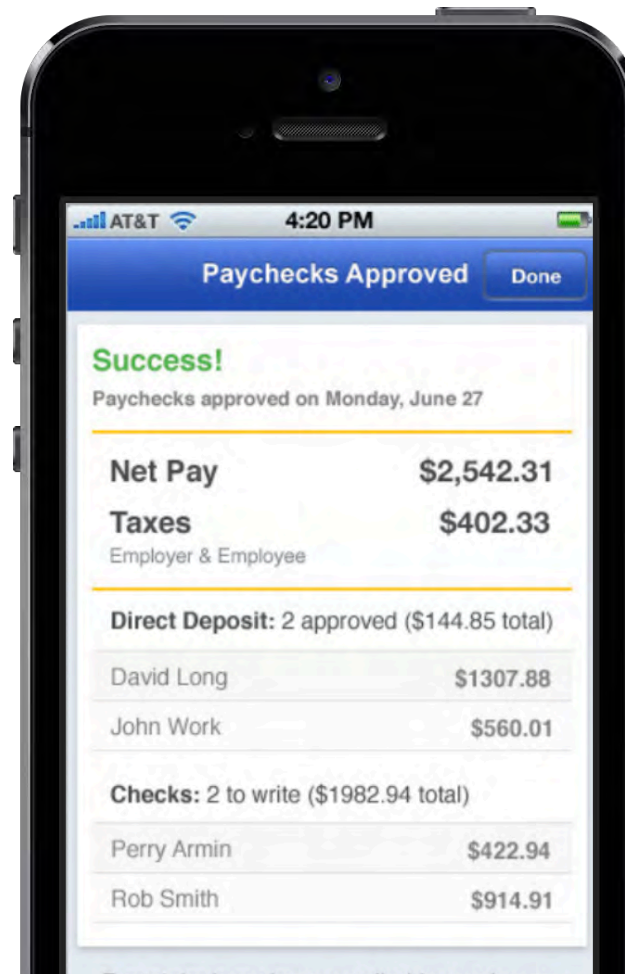 AT&T 4:20 PM
Paychecks Approved Done
Success!
Paychecks approved on Monday, June 27
Net Pay $2,542.31
Taxes $402.33
Employer & Employee
Direct Deposit: 2 approved ($144.85 total)
David Long $1307.88
John Work $560.01
Checks: 2 to write ($1982.94 total)
Perry Armin $422.94
Rob Smith $914.91